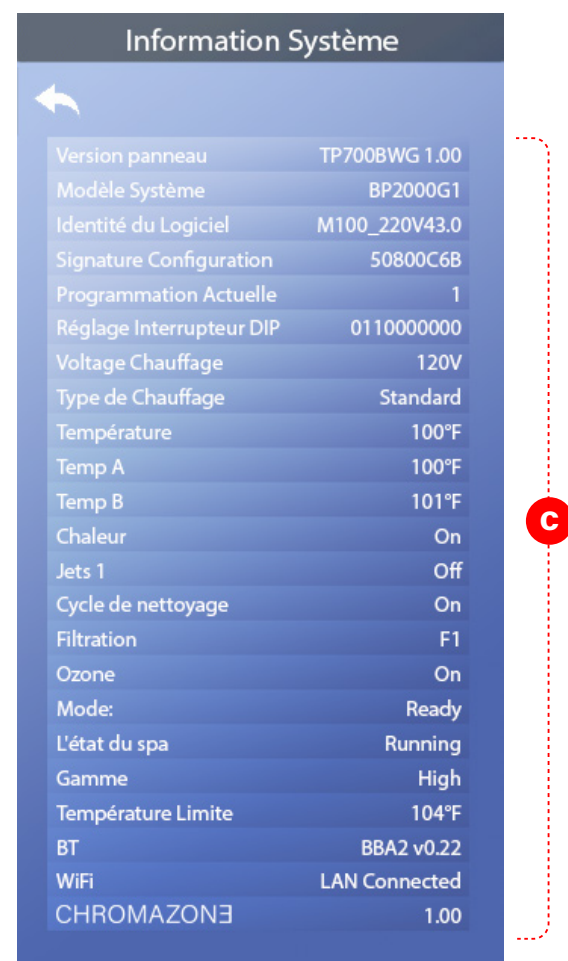 Information Système
Version panneau TP700BWG 1.00
Modèle Système BP2000G1
Identité du Logiciel M100_220V43.0
Signature Configuration 50800C6B
Programmation Actuelle 1
Réglage Interrupteur DIP 0110000000
Voltage Chauffage 120V
Type de Chauffage Standard
Température 100°F
Temp A 100°F
Temp B 101°F
Chaleur On
C
Jets 1 Off
Cycle de nettoyage On
Filtration F1
Ozone On
Mode: Ready
L'état du spa Running
Gamme High
Température Limite 104°F
BT BBA2 v0.22
WiFi LAN Connected
CHROMAZONƎ 1.00